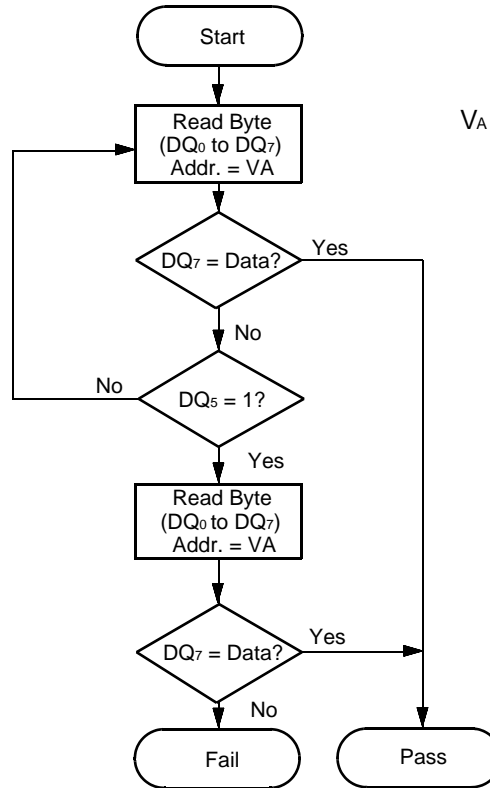 Start
Read Byte
(DQ₀ to DQ₇)
Addr. = VA
VA
DQ₇ = Data?
Yes
No
No
DQ₅ = 1?
Yes
Read Byte
(DQ₀ to DQ₇)
Addr. = VA
DQ₇ = Data?
Yes
No
Fail
Pass